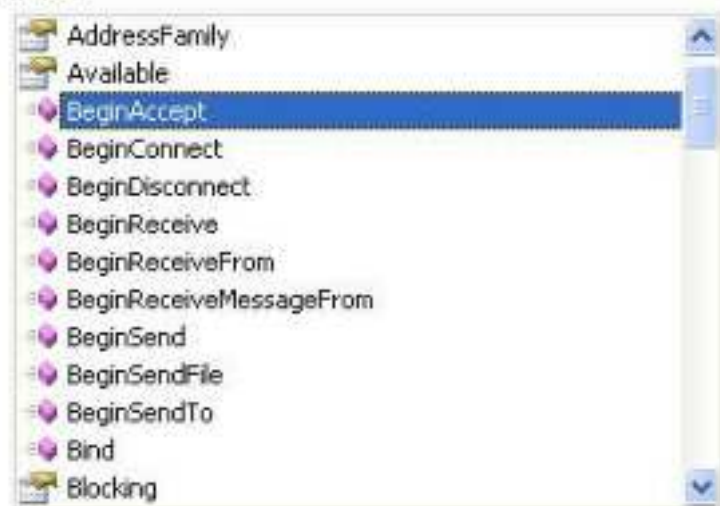 AddressFamily
Available
BeginAccept
BeginConnect
BeginDisconnect
BeginReceive
BeginReceiveFrom
BeginReceiveMessageFrom
BeginSend
BeginSendFile
BeginSendTo
Bind
Blocking